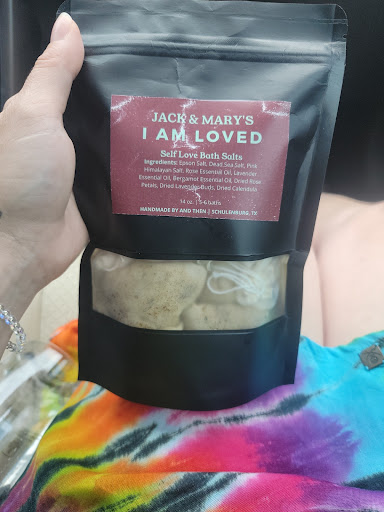 JACK & MARY'S
I AM LOVED
Self Love Bath Salts
Ingredients: Epson Salt, Dead Sea Salt, Pink
Himalayan Salt, Rose Essential Oil, Lavender
Essential Oil, Bergamot Essential Oil, Dried Rose
Petals, Dried Lavender Buds, Dried Calendula
14 oz. | 4-6 baths
HANDMADE BY AND THEN | SCHULENBURG, TX